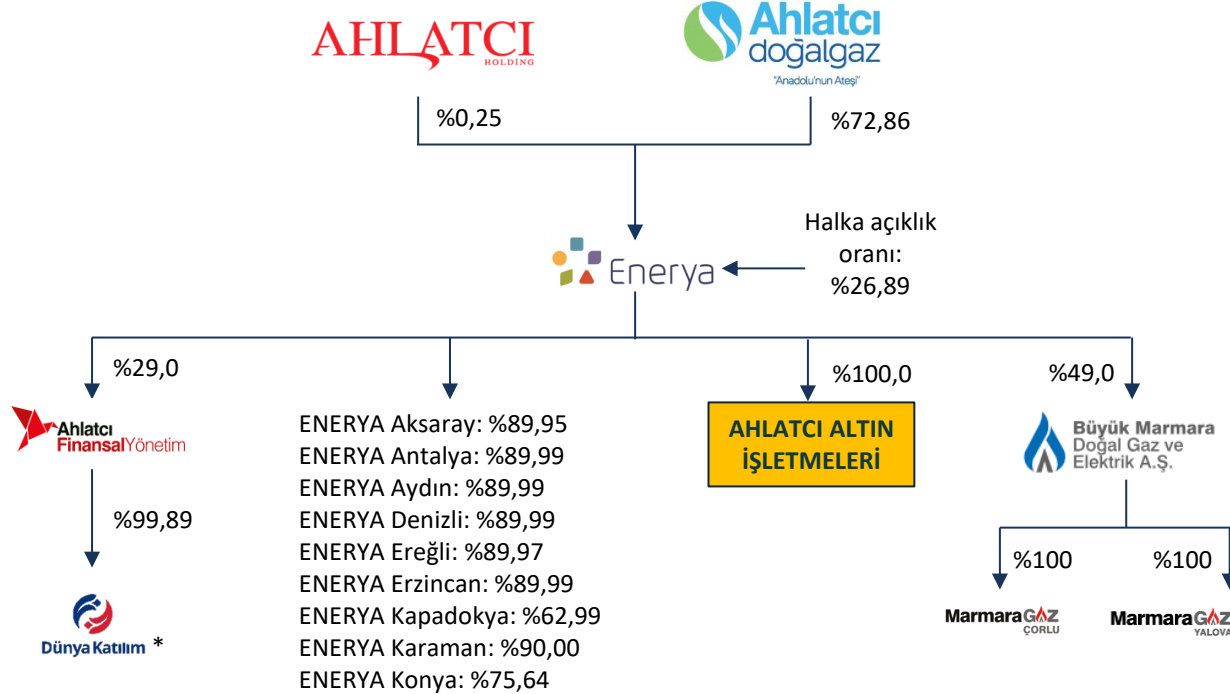 AHLATCI
HOLDİNG
Ahlatcı
doğalgaz
"Anadolu'nun Ateşi"
%0,25
%72,86
Enerya
Halka açıklık
oranı:
%26,89
%29,0
%100,0
%49,0
Ahlatcı
FinansalYönetim
%99,89
Dünya Katılım *
ENERYA Aksaray: %89,95
ENERYA Antalya: %89,99
ENERYA Aydın: %89,99
ENERYA Denizli: %89,99
ENERYA Ereğli: %89,97
ENERYA Erzincan: %89,99
ENERYA Kapadokya: %62,99
ENERYA Karaman: %90,00
ENERYA Konya: %75,64
AHLATCI ALTIN
İŞLETMELERİ
Büyük Marmara
Doğal Gaz ve
Elektrik A.Ş.
%100
%100
MarmaraGAZ
ÇORLU
MarmaraGAZ
YALOVA